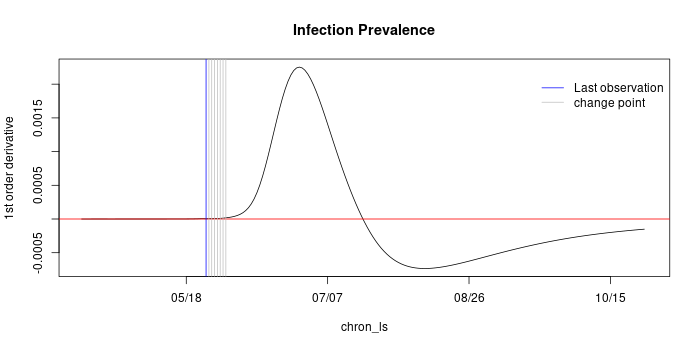 Infection Prevalence
1st order derivative
0.0015
0.0005
-0.0005
Last observation
change point
05/18
07/07
08/26
10/15
chron_ls